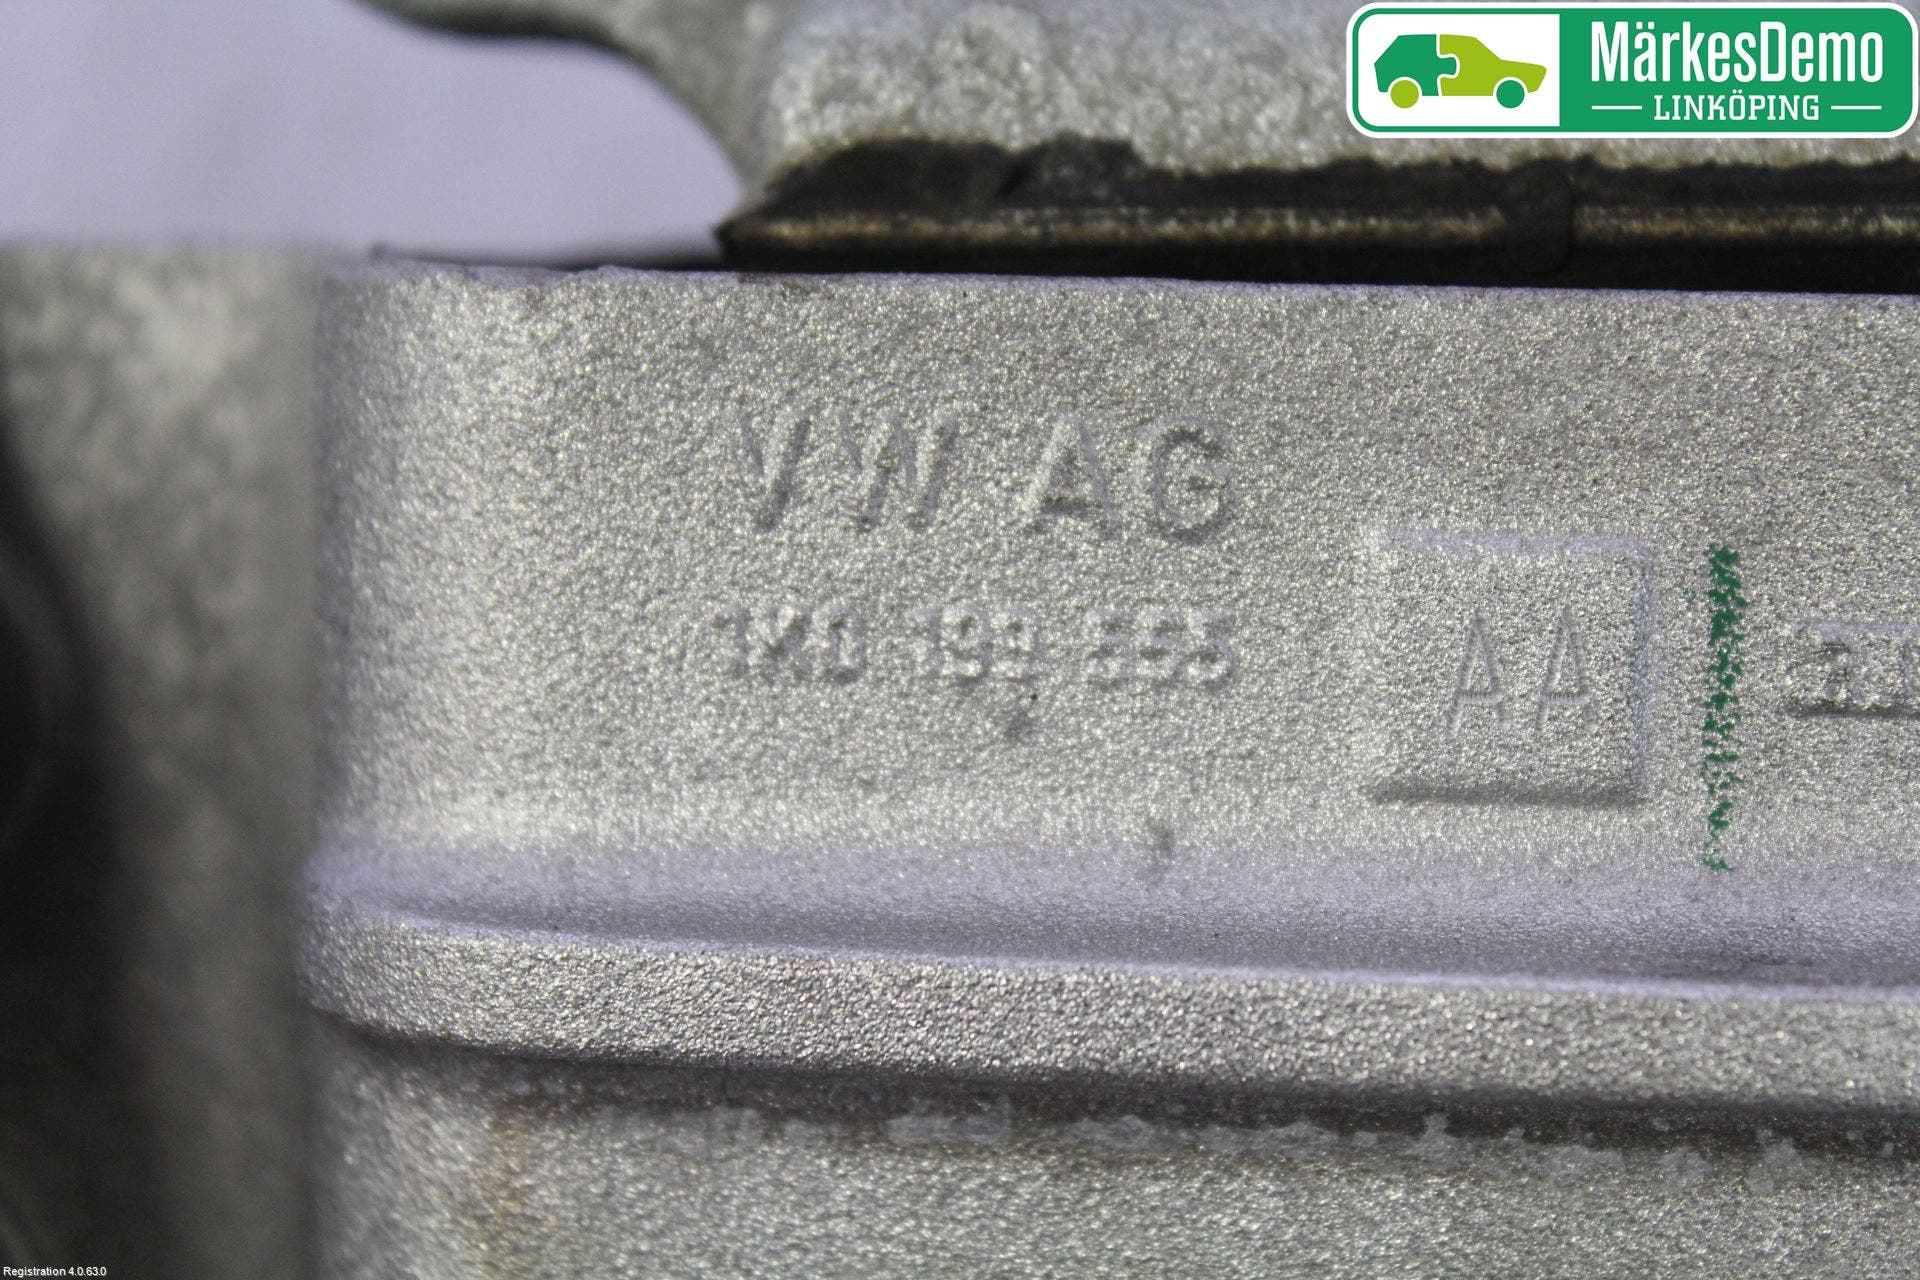 MärkesDemo
LINKÖPING
VW AG
1K0 199 555
AA
Registration 4.0.63.0